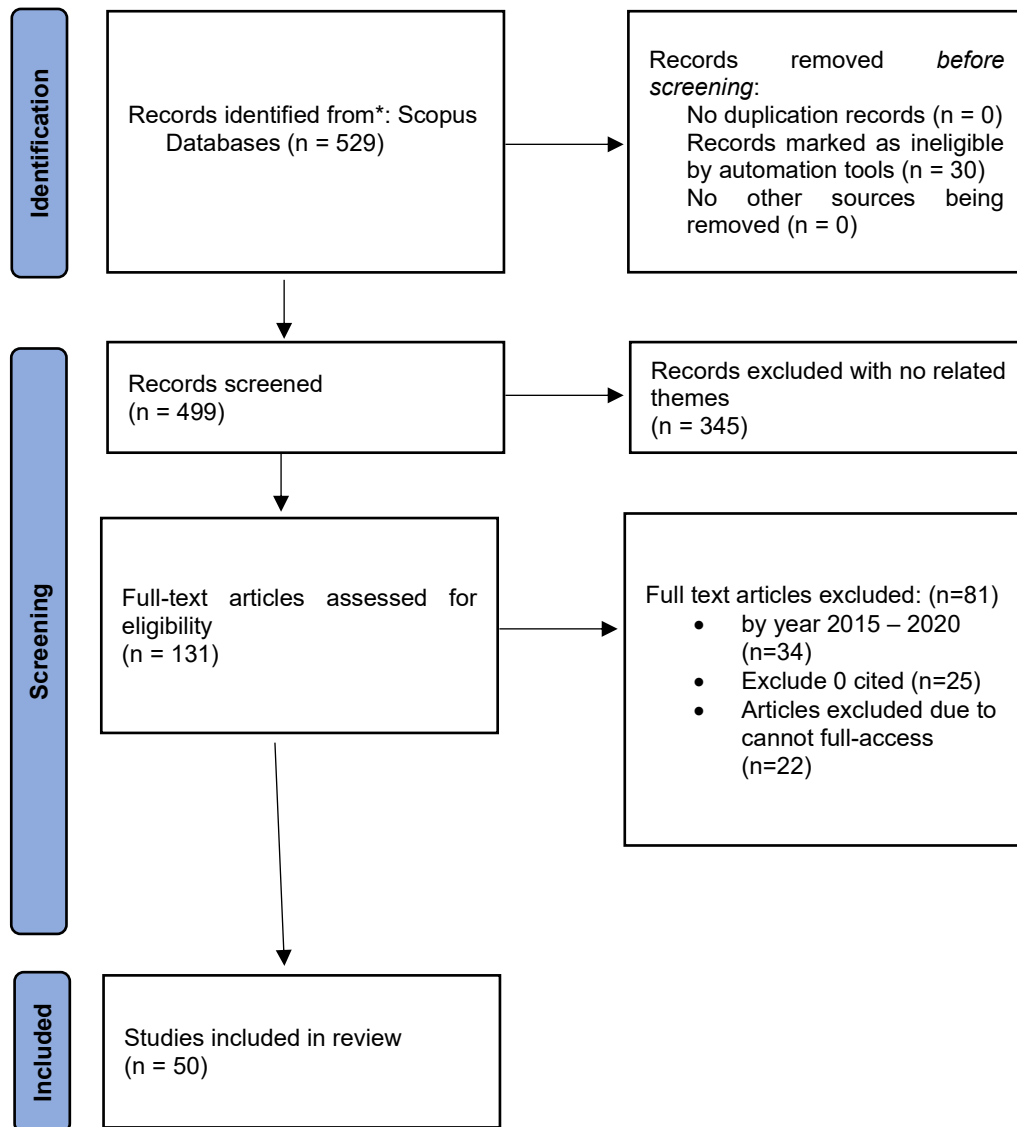 Identification
Records identified from*: Scopus
Databases (n = 529)
Records removed before
screening:
No duplication records (n = 0)
Records marked as ineligible
by automation tools (n = 30)
No other sources being
removed (n = 0)
Screening
Records screened
(n = 499)
Records excluded with no related
themes
(n = 345)
Full-text articles assessed for
eligibility
(n = 131)
Full text articles excluded: (n=81)
• by year 2015 – 2020
(n=34)
• Exclude 0 cited (n=25)
• Articles excluded due to
cannot full-access
(n=22)
Included
Studies included in review
(n = 50)